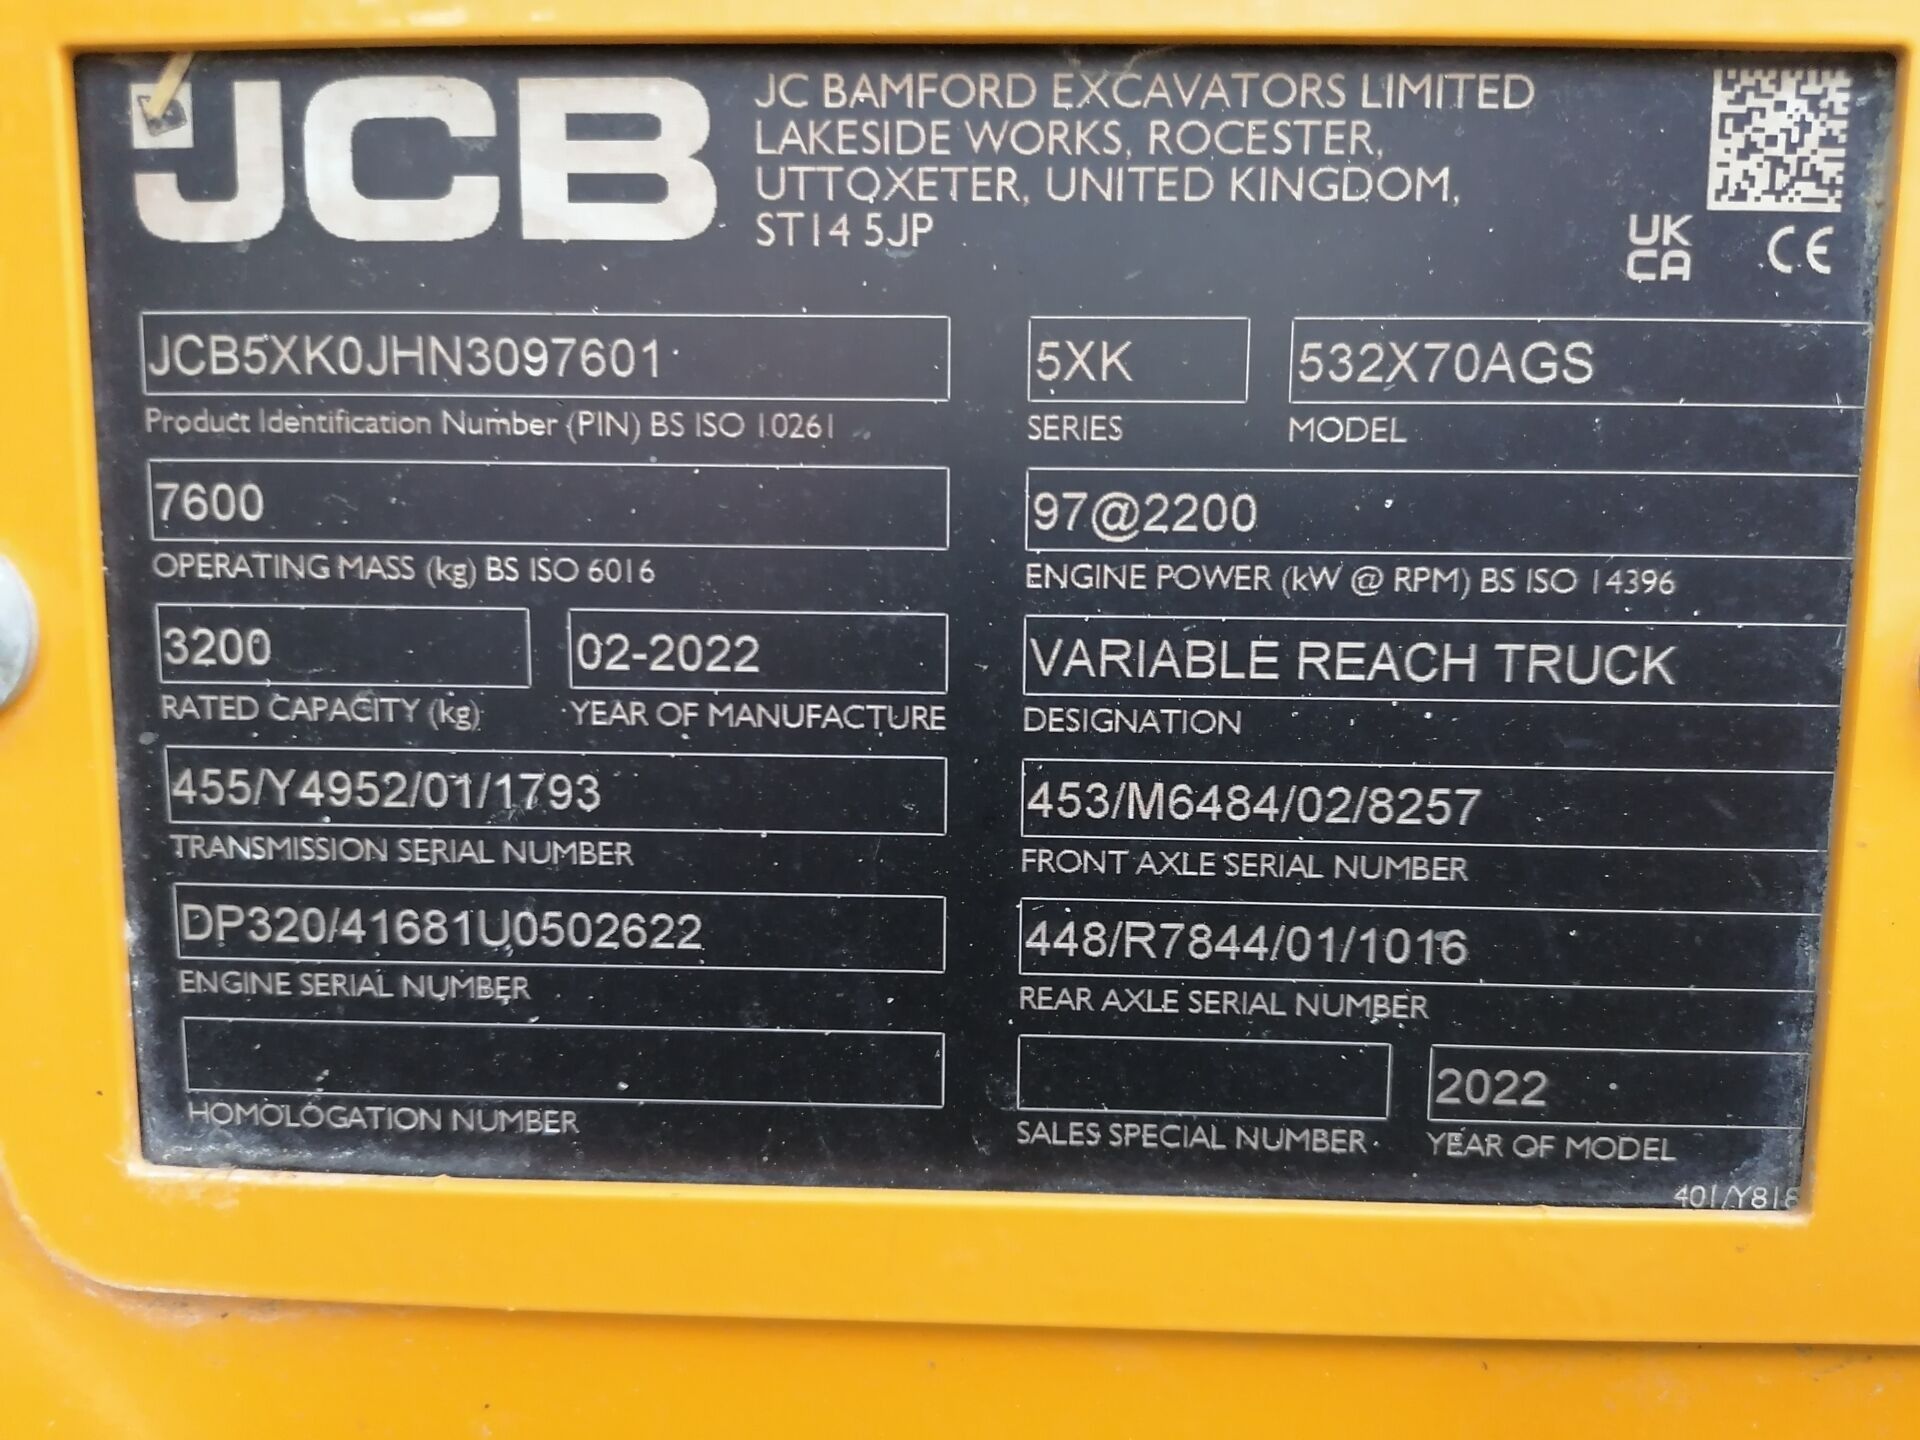 JCB
JC BAMFORD EXCAVATORS LIMITED
LAKESIDE WORKS, ROCESTER,
UTTOXETER, UNITED KINGDOM,
ST14 5JP
UK
CA
CE
JCB5XK0JHN3097601
Product Identification Number (PIN) BS ISO 10261
5XK
SERIES
532X70AGS
MODEL
7600
OPERATING MASS (kg) BS ISO 6016
97@2200
ENGINE POWER (kW @ RPM) BS ISO 14396
3200
RATED CAPACITY (kg)
02-2022
YEAR OF MANUFACTURE
VARIABLE REACH TRUCK
DESIGNATION
455/Y4952/01/1793
TRANSMISSION SERIAL NUMBER
453/M6484/02/8257
FRONT AXLE SERIAL NUMBER
DP320/41681U0502622
ENGINE SERIAL NUMBER
448/R7844/01/1016
REAR AXLE SERIAL NUMBER
HOMOLOGATION NUMBER
SALES SPECIAL NUMBER
2022
YEAR OF MODEL
401/Y818